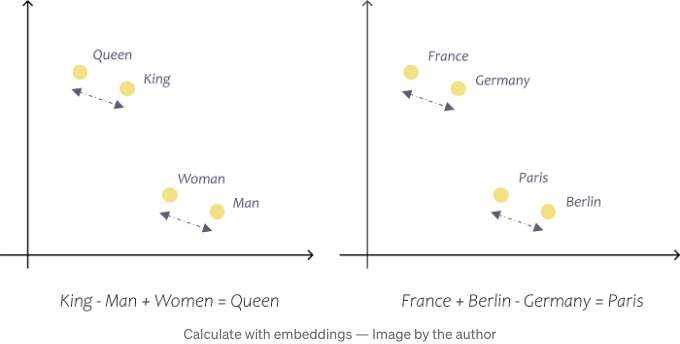 Queen
King
Woman
Man
King - Man + Women = Queen
France
Germany
Paris
Berlin
France + Berlin - Germany = Paris
Calculate with embeddings — Image by the author